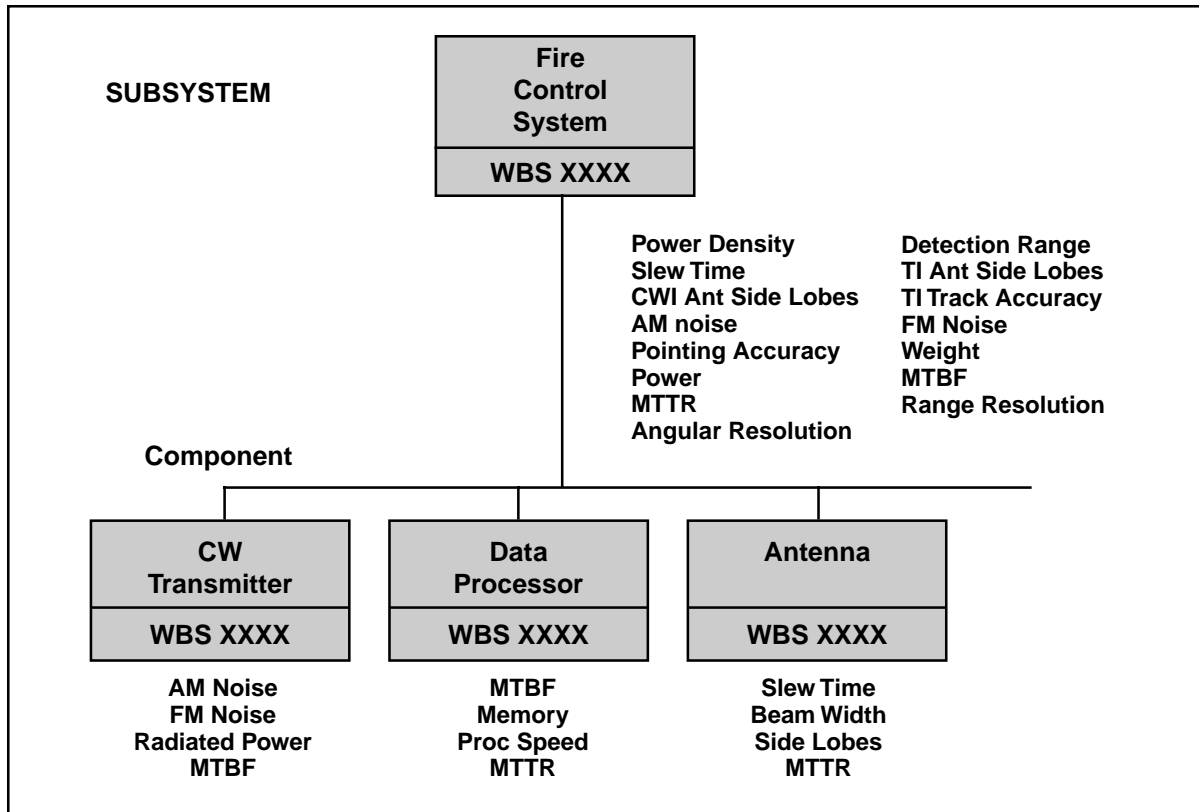 SUBSYSTEM
Fire
Control
System
WBS XXXX
Power Density
Slew Time
CWI Ant Side Lobes
AM noise
Pointing Accuracy
Power
MTTR
Angular Resolution
Detection Range
TI Ant Side Lobes
TI Track Accuracy
FM Noise
Weight
MTBF
Range Resolution
Component
CW
Transmitter
WBS XXXX
AM Noise
FM Noise
Radiated Power
MTBF
Data
Processor
WBS XXXX
MTBF
Memory
Proc Speed
MTTR
Antenna
WBS XXXX
Slew Time
Beam Width
Side Lobes
MTTR